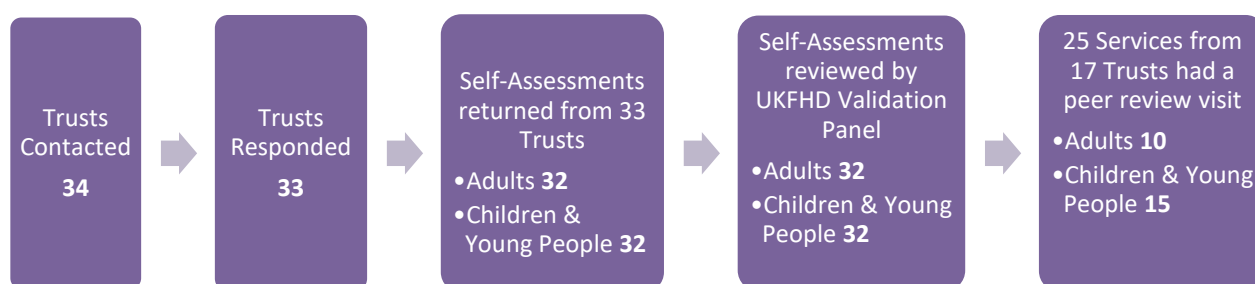 Trusts
Contacted
34
Trusts
Responded
33
Self-Assessments
returned from 33
Trusts
•Adults 32
•Children &
Young People 32
Self-Assessments
reviewed by
UKFHD Validation
Panel
•Adults 32
•Children & Young
People 32
25 Services from
17 Trusts had a
peer review visit
•Adults 10
•Children & Young
People 15